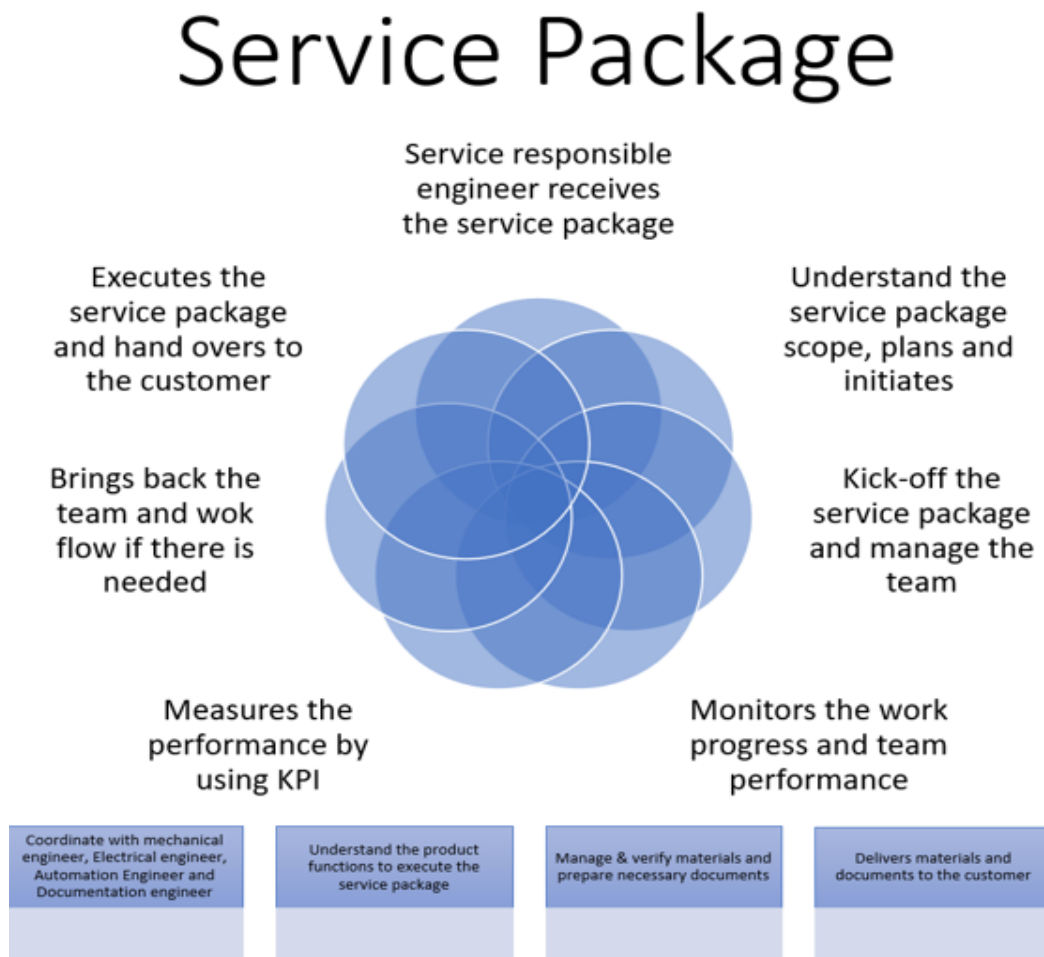 Service Package
Service responsible
engineer receives
the service package
Understand the
service package
scope, plans and
initiates
Kick-off the
service package
and manage the
team
Monitors the work
progress and team
performance
Measures the
performance by
using KPI
Brings back the
team and wok
flow if there is
needed
Executes the
service package
and hand overs to
the customer
Coordinate with mechanical
engineer, Electrical engineer,
Automation Engineer and
Documentation engineer
Understand the product
functions to execute the
service package
Manage & verify materials and
prepare necessary documents
Delivers materials and
documents to the customer